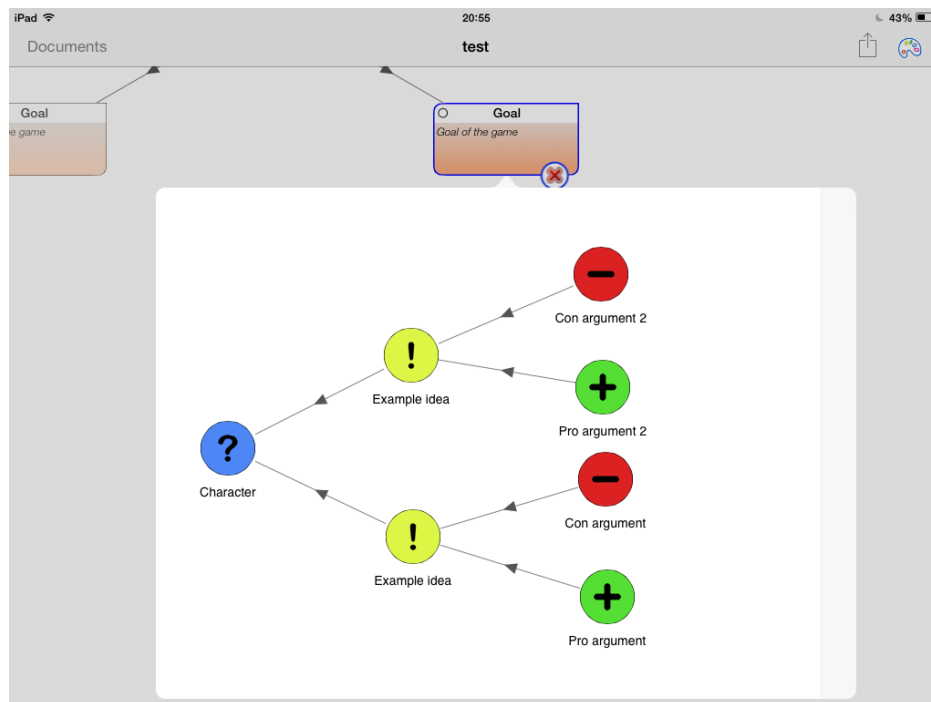 iPad 20:55 43%
Documents test
Goal Goal
e game Goal of the game
Con argument 2
Example idea
Pro argument 2
Character
Con argument
Example idea
Pro argument